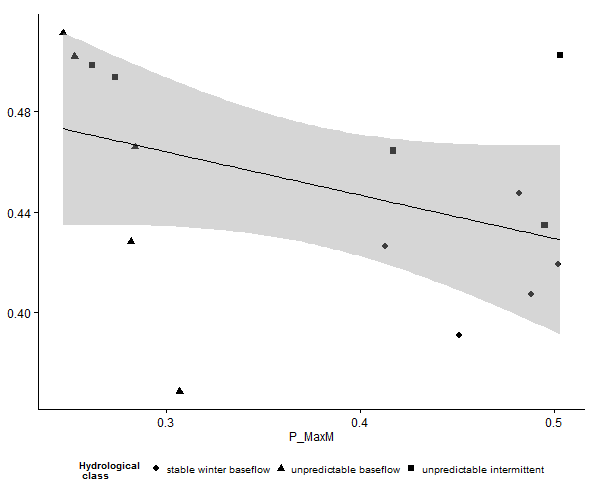 0.48
0.44
0.40
0.3 0.4 0.5
P_MaxM
Hydrological
class
stable winter baseflow unpredictable baseflow unpredictable intermittent